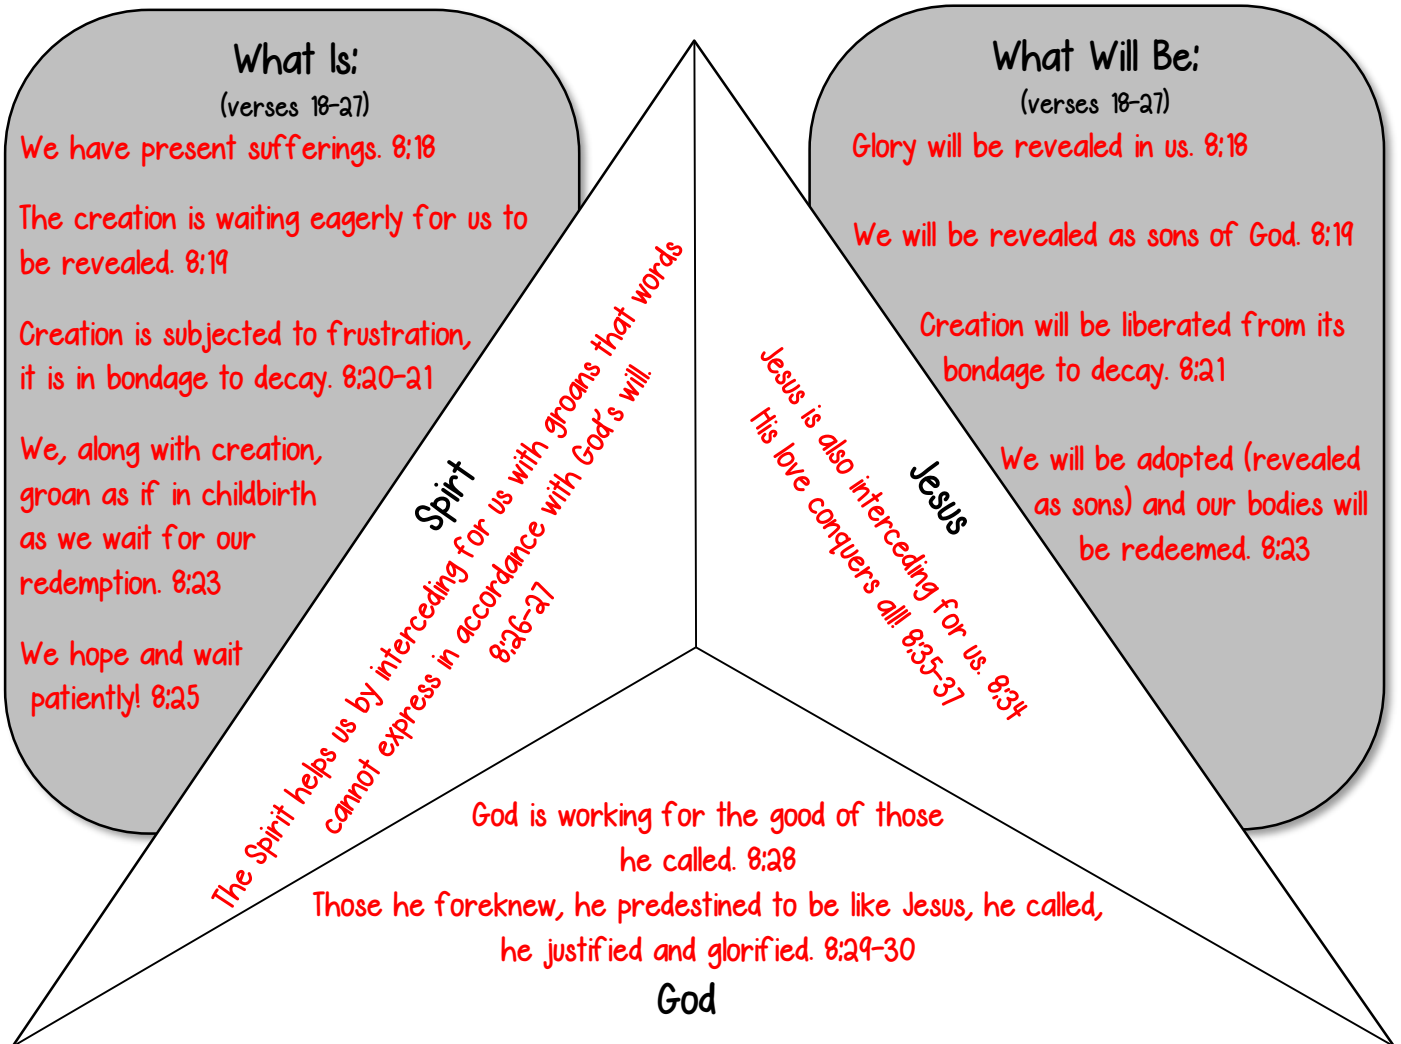 What Is:
(verses 18-27)
We have present sufferings. 8:18
The creation is waiting eagerly for us to
be revealed. 8:19
Creation is subjected to frustration,
it is in bondage to decay. 8:20-21
We, along with creation,
groan as if in childbirth
as we wait for our
redemption. 8:23
We hope and wait
patiently! 8:25
Spirt
The Spirit helps us by interceding for us with groans that words
cannot express in accordance with God's will.
8:26-27
Jesus
Jesus is also interceding for us. 8:34
His love conquers all! 8:35-37
God is working for the good of those
he called. 8:28
Those he foreknew, he predestined to be like Jesus, he called,
he justified and glorified. 8:29-30
God
What Will Be:
(verses 18-27)
Glory will be revealed in us. 8:18
We will be revealed as sons of God. 8:19
Creation will be liberated from its
bondage to decay. 8:21
We will be adopted (revealed
as sons) and our bodies will
be redeemed. 8:23